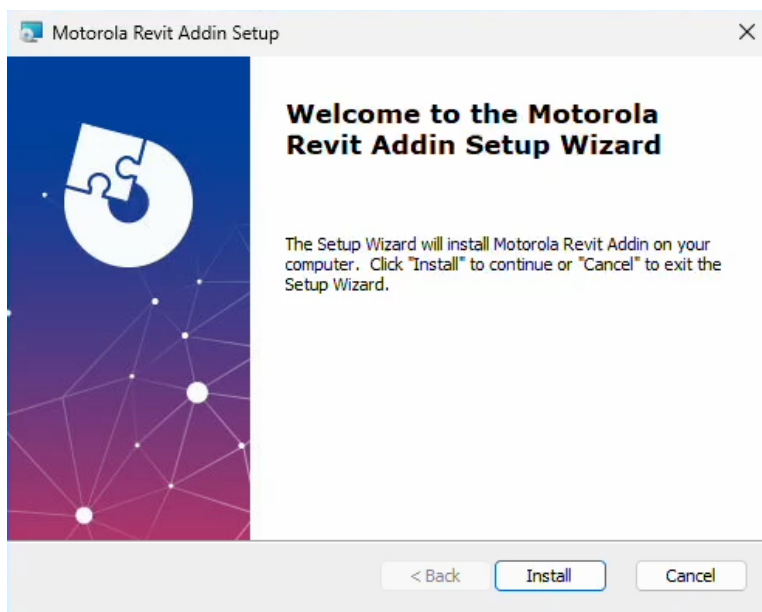 Motorola Revit Addin Setup
Welcome to the Motorola
Revit Addin Setup Wizard
The Setup Wizard will install Motorola Revit Addin on your
computer.  Click "Install" to continue or "Cancel" to exit the
Setup Wizard.
< Back
Install
Cancel